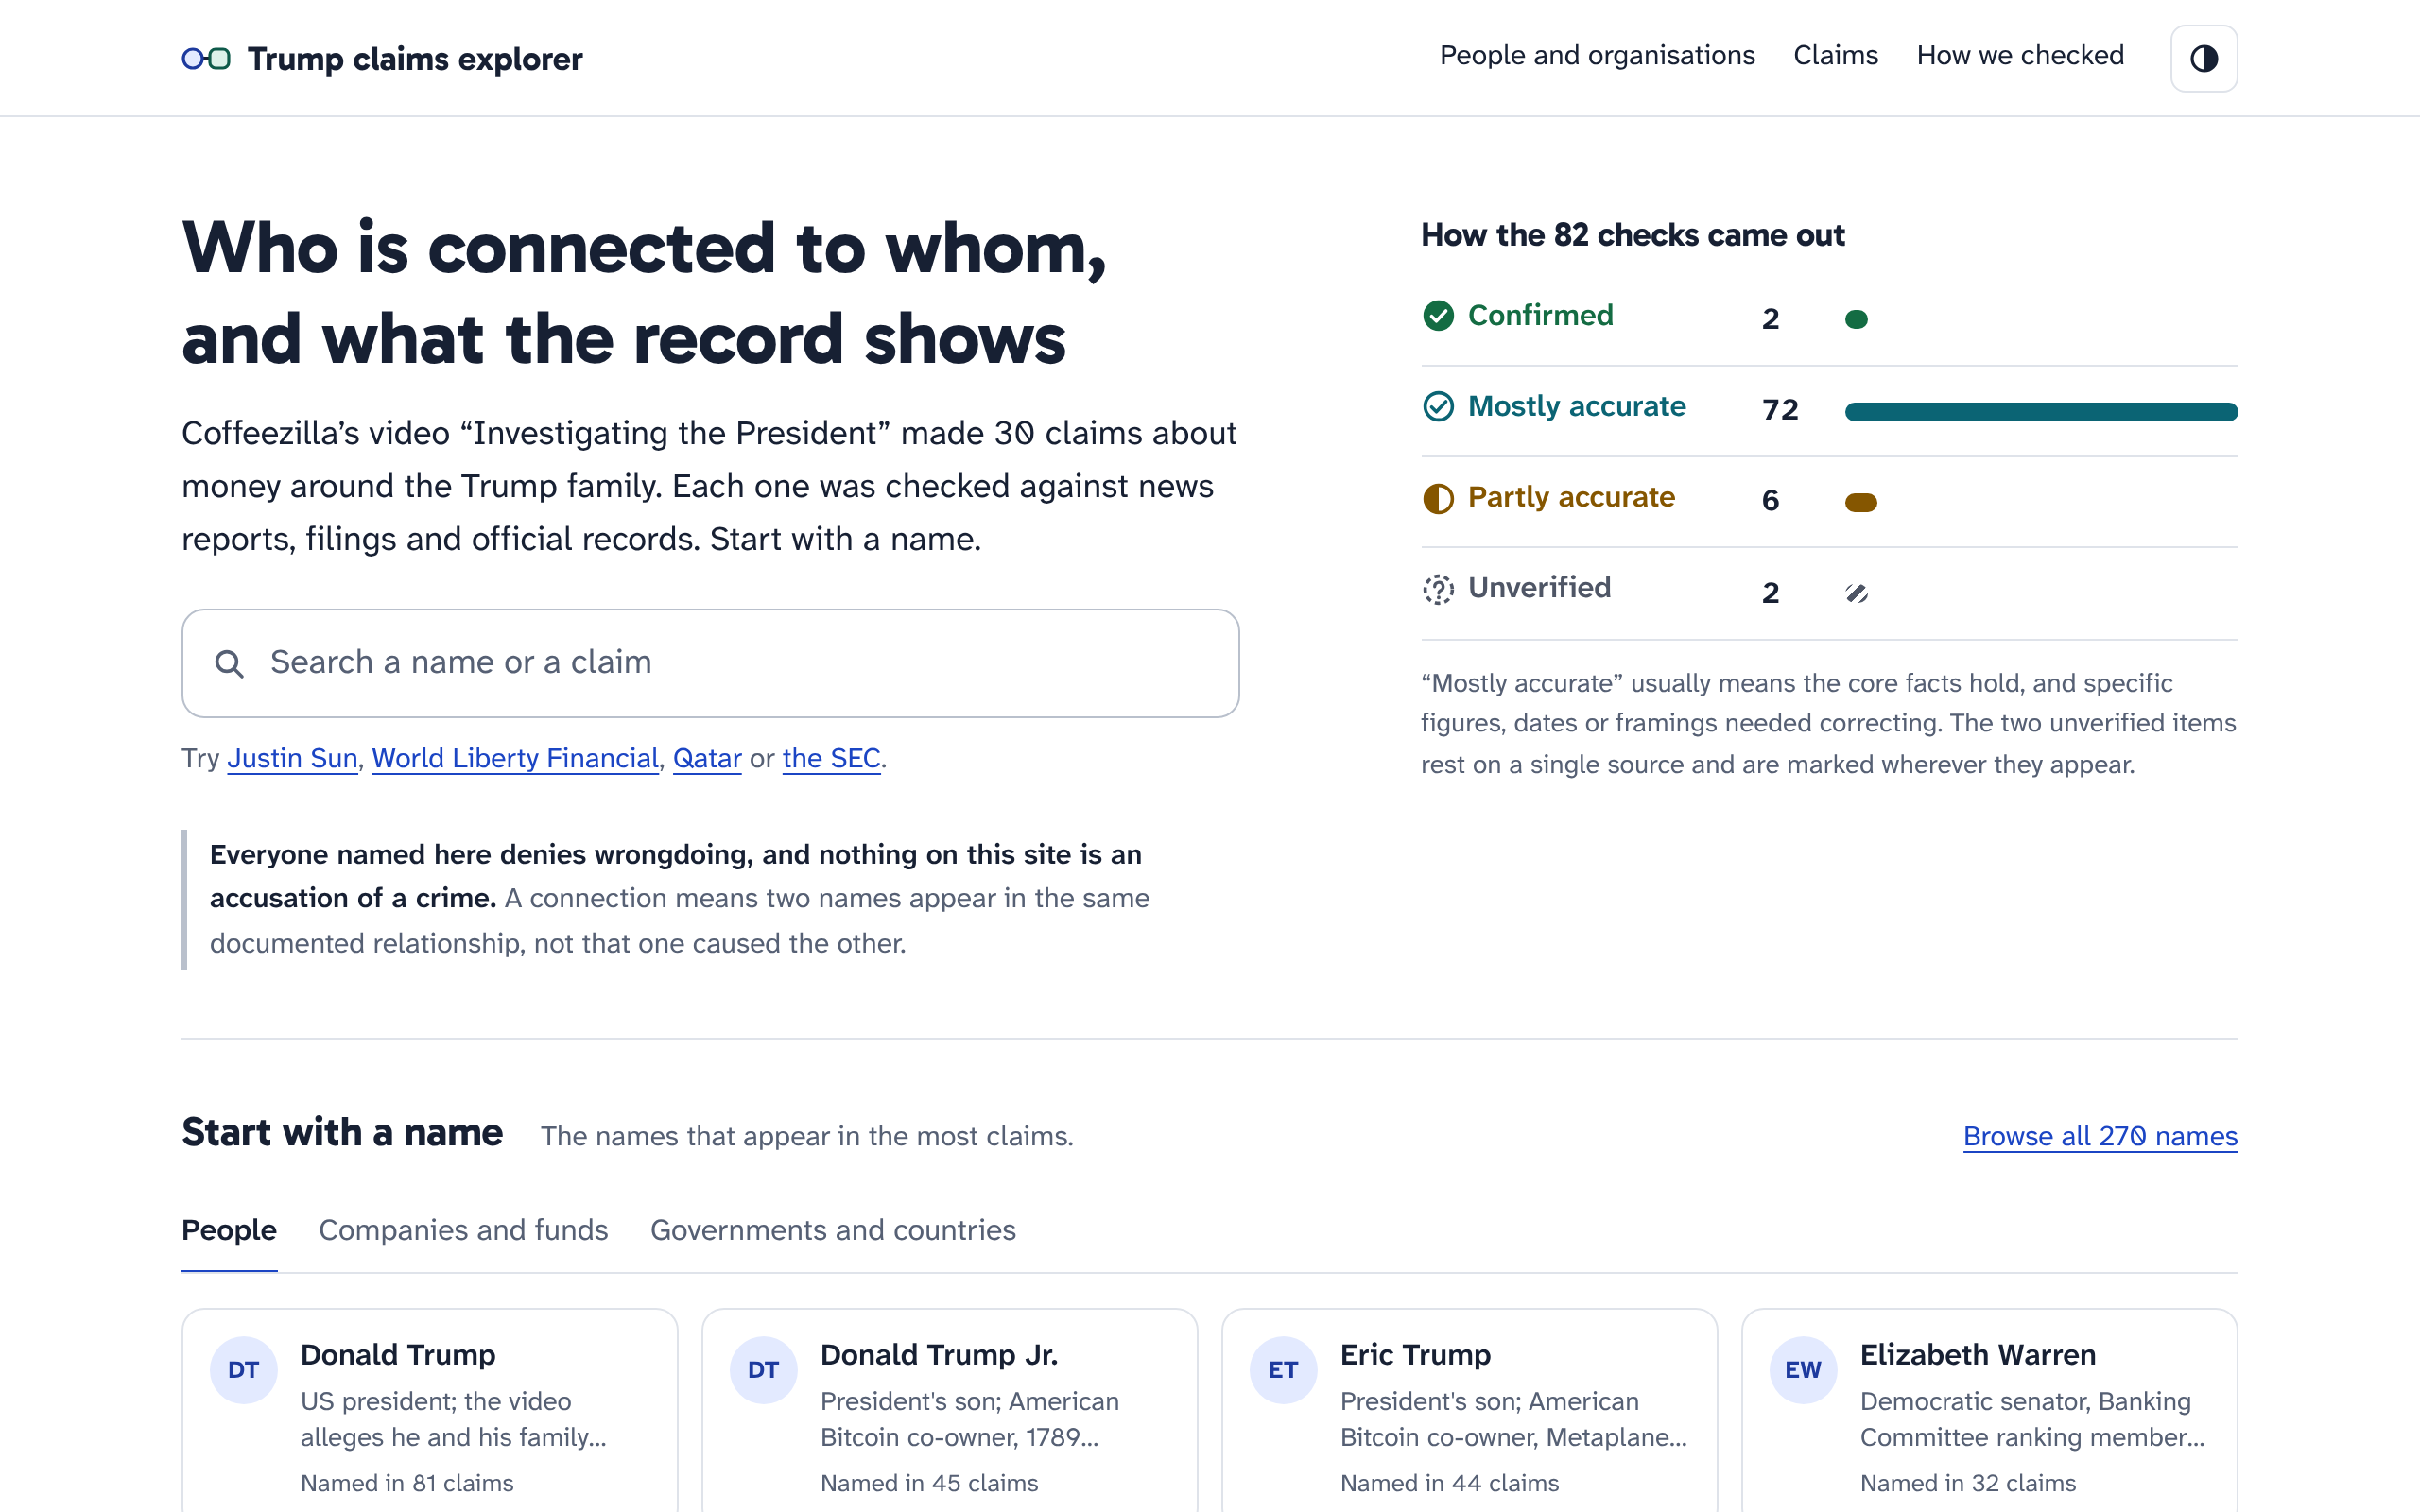 Trump claims explorer
People and organisations
Claims
How we checked
Who is connected to whom,
and what the record shows
Coffeezilla’s video “Investigating the President” made 30 claims about
money around the Trump family. Each one was checked against news
reports, filings and official records. Start with a name.
Search a name or a claim
Try Justin Sun, World Liberty Financial, Qatar or the SEC.
Everyone named here denies wrongdoing, and nothing on this site is an
accusation of a crime. A connection means two names appear in the same
documented relationship, not that one caused the other.
How the 82 checks came out
Confirmed 2
Mostly accurate 72
Partly accurate 6
Unverified 2
“Mostly accurate” usually means the core facts hold, and specific
figures, dates or framings needed correcting. The two unverified items
rest on a single source and are marked wherever they appear.
Start with a name
The names that appear in the most claims.
Browse all 270 names
People
Companies and funds
Governments and countries
DT
Donald Trump
US president; the video
alleges he and his family...
Named in 81 claims
DT
Donald Trump Jr.
President's son; American
Bitcoin co-owner, 1789...
Named in 45 claims
ET
Eric Trump
President's son; American
Bitcoin co-owner, Metaplane...
Named in 44 claims
EW
Elizabeth Warren
Democratic senator, Banking
Committee ranking member...
Named in 32 claims